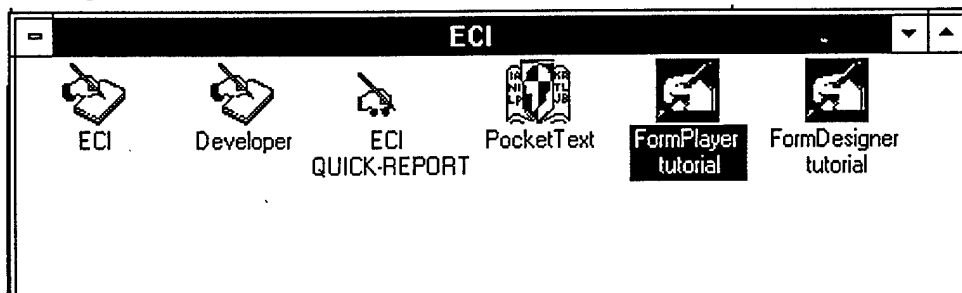 ECI
ECI
Developer
ECI
QUICK-REPORT
PocketText
FormPlayer
tutorial
FormDesigner
tutorial